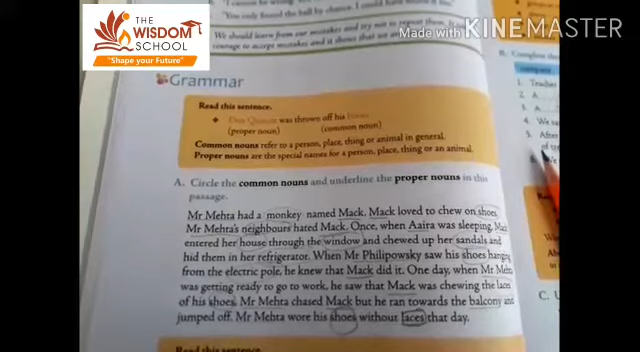 THE
WISDOM
SCHOOL
"Shape your Future"
Made with KINEMASTER
"You only found the ball by chance. I could have
We should learn from our mistakes and try not to repeat them. It
courage to accept mistakes and it shows that we
Grammar
Read this sentence.
Don Quixote was thrown off his horse
(proper noun) (common noun)
Common nouns refer to a person, place, thing or animal in general.
Proper nouns are the special names for a person, place, thing or an animal.
A. Circle the common nouns and underline the proper nouns in this
passage.
Mr Mehta had a monkey named Mack. Mack loved to chew on shoes.
Mr Mehta's neighbours hated Mack. Once, when Aaira was sleeping, Mack
entered her house through the window and chewed up her sandals and
hid them in her refrigerator. When Mr Philipowsky saw his shoes hanging
from the electric pole, he knew that Mack did it. One day, when Mr Mehta
was getting ready to go to work, he saw that Mack was chewing the laces
of his shoes. Mr Mehta chased Mack but he ran towards the balcony and
jumped off. Mr Mehta wore his shoes without laces that day.
Read this sentence.
B. Complete
1. Teacher
2. A
3. A
4. We
5. After
of
C. U